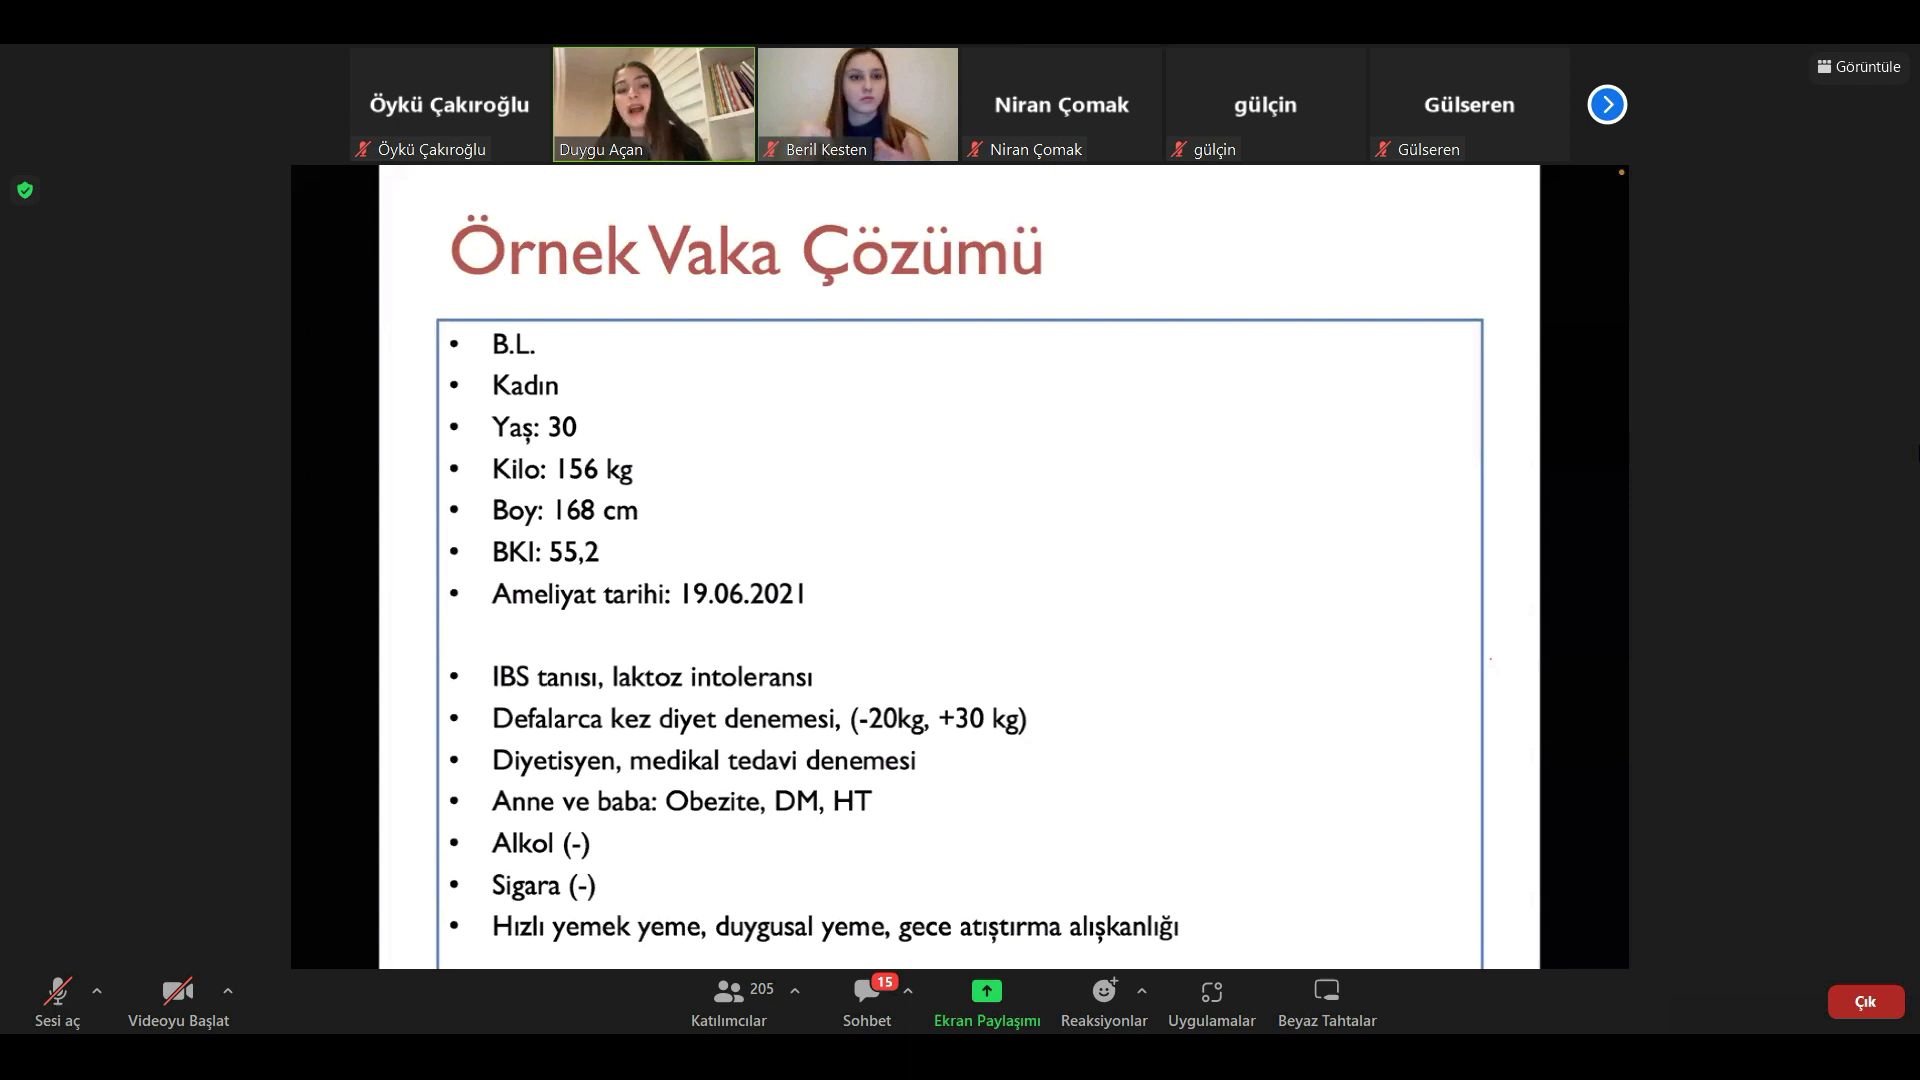 Öykü Çakıroğlu
Niran Çomak
gülçin
Gülseren
Görüntüle
Öykü Çakıroğlu
Duygu Açan
Beril Kesten
Niran Çomak
gülçin
Gülseren
Örnek Vaka Çözümü
• B.L.
• Kadın
• Yaş: 30
• Kilo: 156 kg
• Boy: 168 cm
• BKI: 55,2
• Ameliyat tarihi: 19.06.2021
• IBS tanısı, laktoz intoleransı
• Defalarca kez diyet denemesi, (-20kg, +30 kg)
• Diyetisyen, medikal tedavi denemesi
• Anne ve baba: Obezite, DM, HT
• Alkol (-)
• Sigara (-)
• Hızlı yemek yeme, duygusal yeme, gece atıştırma alışkanlığı
205
15
Sesi aç
Videoyu Başlat
Katılımcılar
Sohbet
Ekran Paylaşımı
Reaksiyonlar
Uygulamalar
Beyaz Tahtalar
Çık